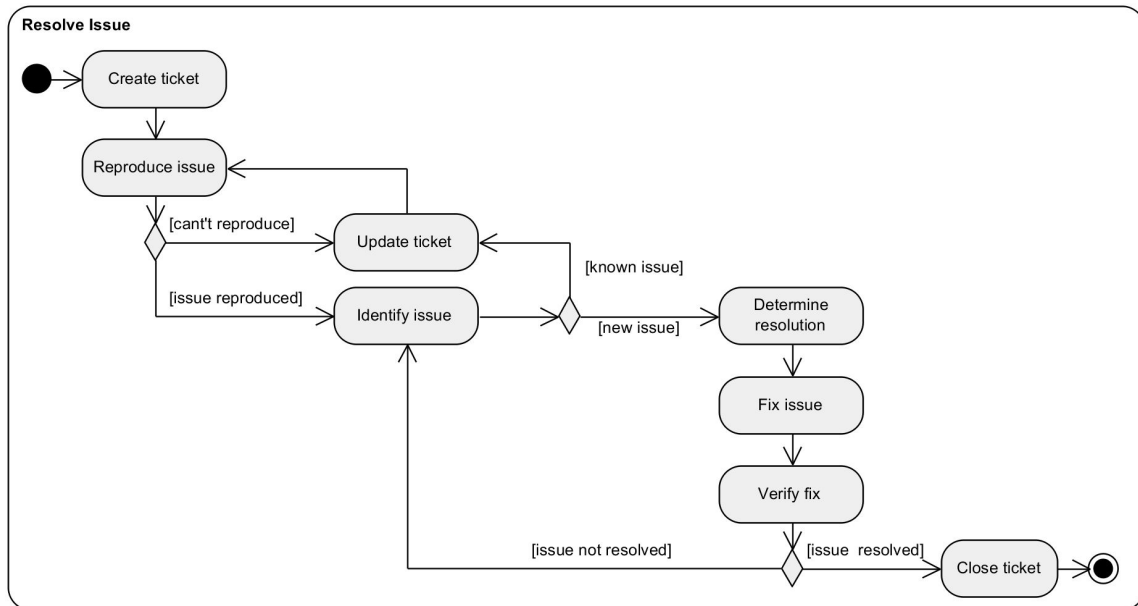 Resolve Issue
Create ticket
Reproduce issue
[cant't reproduce]
Update ticket
[known issue]
[issue reproduced]
Identify issue
[new issue]
Determine
resolution
Fix issue
Verify fix
[issue not resolved]
[issue  resolved]
Close ticket